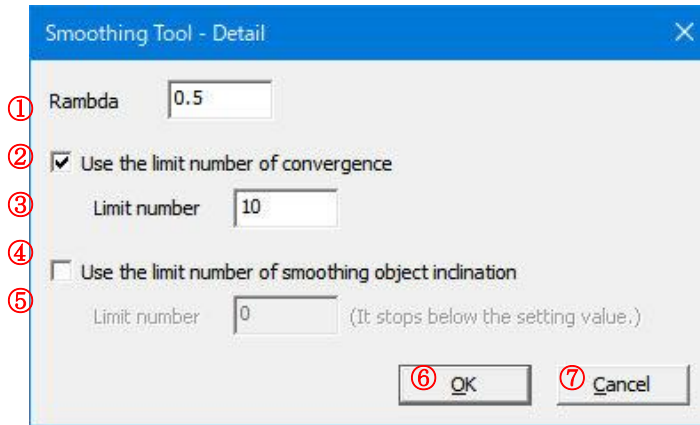 Smoothing Tool - Detail
① Rambda 0.5
② Use the limit number of convergence
③ Limit number 10
④ Use the limit number of smoothing object inclination
⑤ Limit number 0 (It stops below the setting value.)
⑥ OK ⑦ Cancel